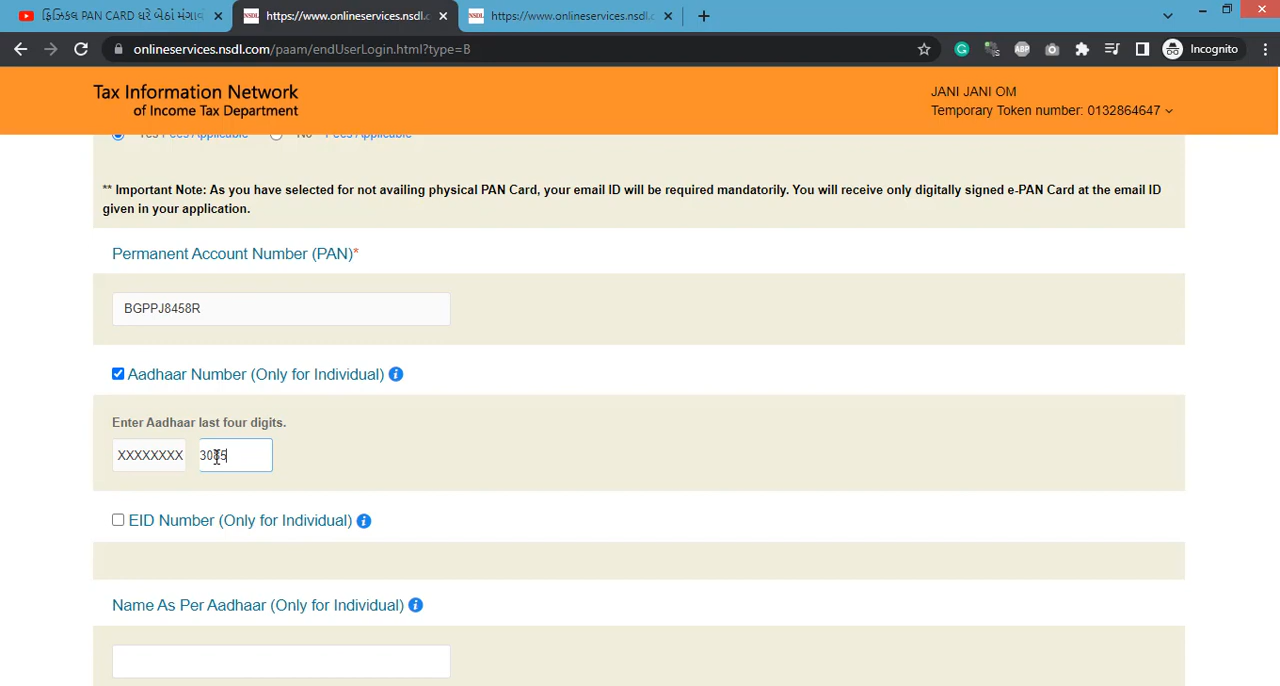 ફિઝિકલ PAN CARD ઘરે બેઠાં મંગાવ
https://www.onlineservices.nsdl.c
https://www.onlineservices.nsdl.c
onlineservices.nsdl.com/paam/endUserLogin.html?type=B
Incognito
Tax Information Network
of Income Tax Department
JANI JANI OM
Temporary Token number: 0132864647
Yes Fees Applicable No Fees Applicable
** Important Note: As you have selected for not availing physical PAN Card, your email ID will be required mandatorily. You will receive only digitally signed e-PAN Card at the email ID
given in your application.
Permanent Account Number (PAN)*
BGPPJ8458R
Aadhaar Number (Only for Individual)
Enter Aadhaar last four digits.
XXXXXXXX
EID Number (Only for Individual)
Name As Per Aadhaar (Only for Individual)